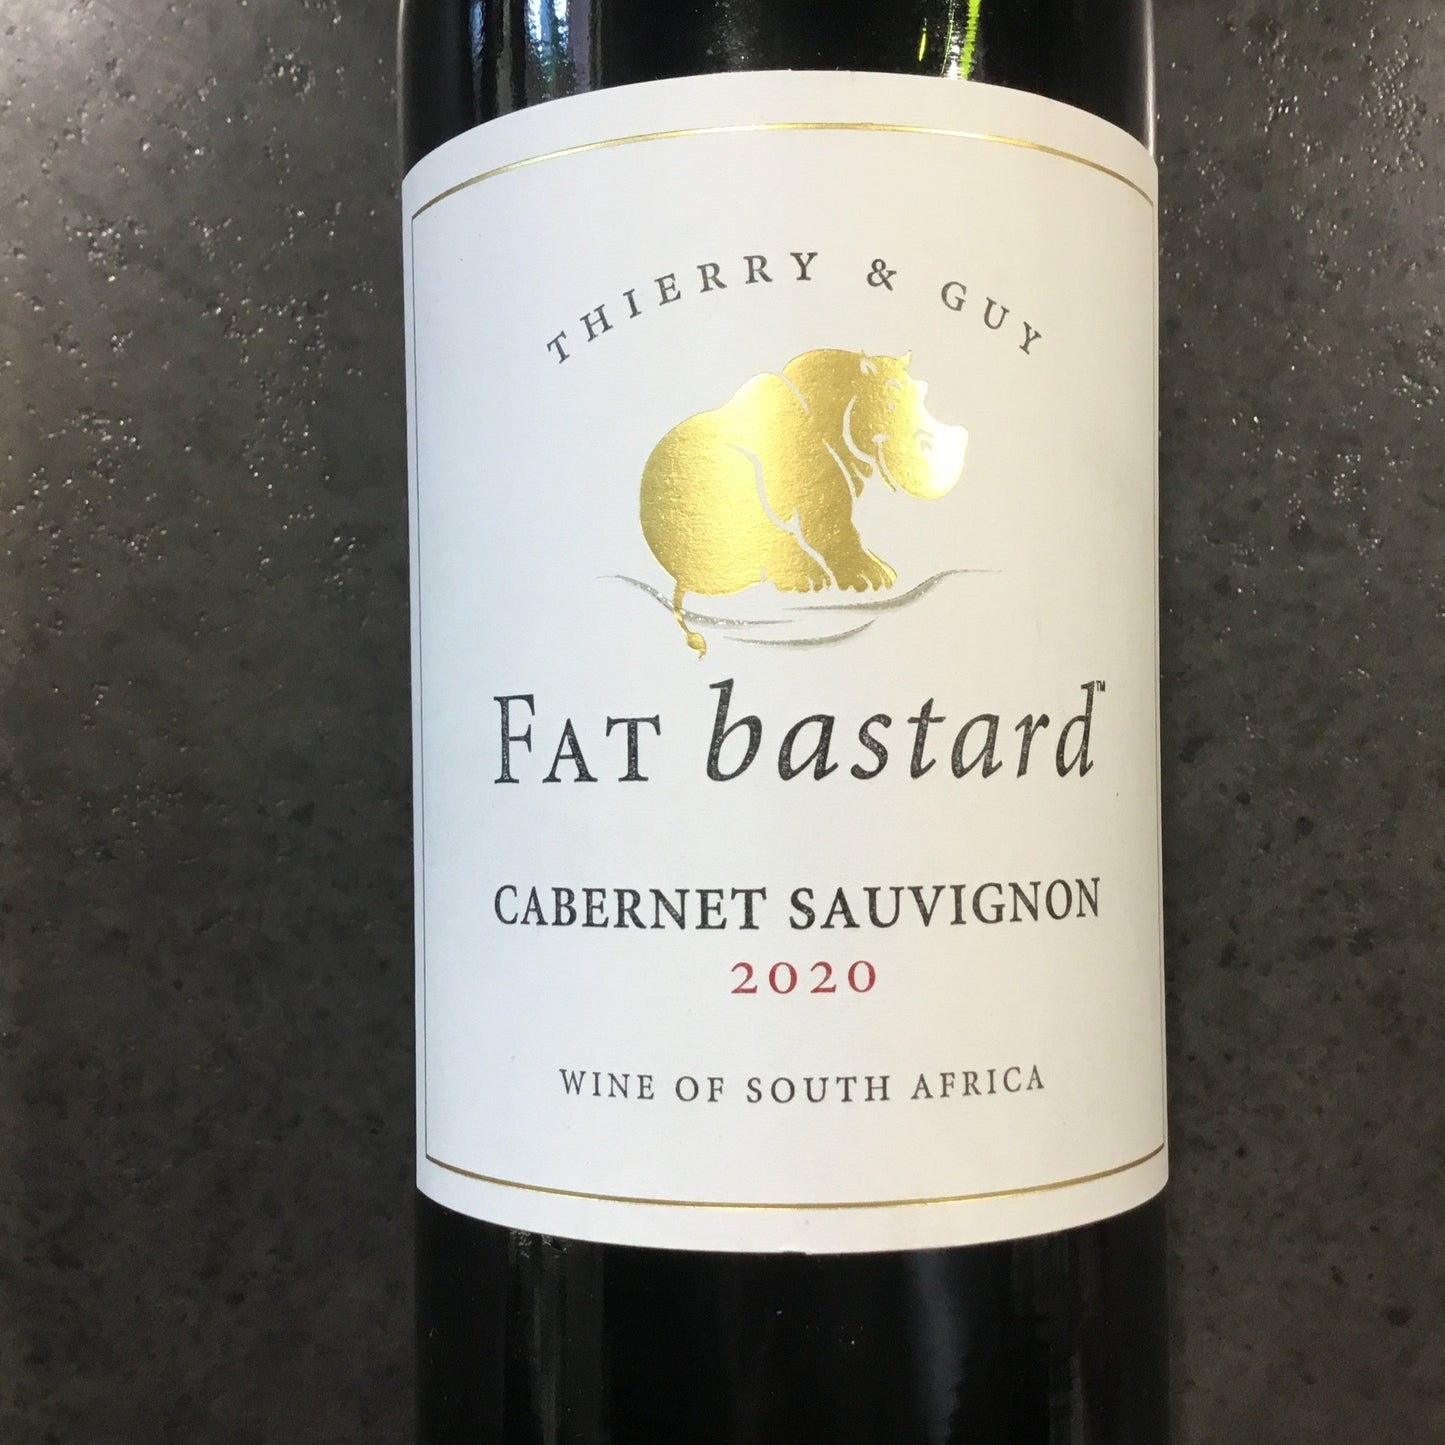 THIERRY & GUY
FAT bastard™
CABERNET SAUVIGNON
2020
WINE OF SOUTH AFRICA